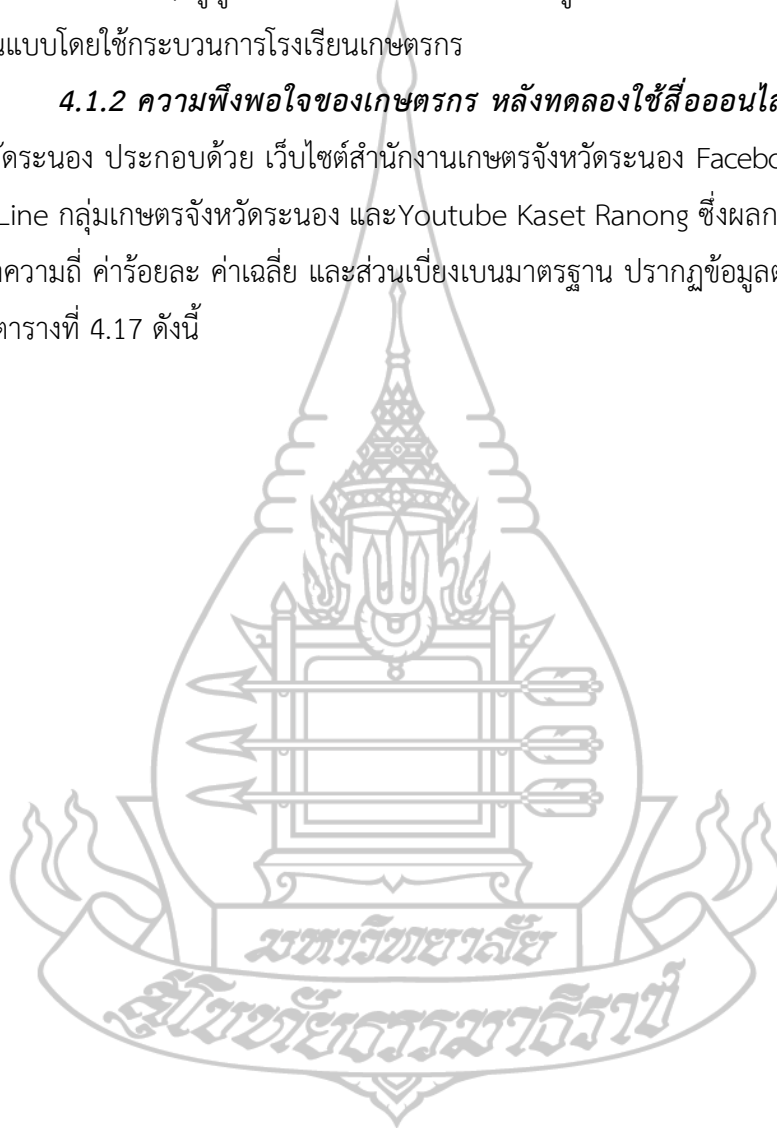 นแบบโดยใช้กระบวนการโรงเรียนเกษตรกร
4.1.2 ความพึงพอใจของเกษตรกร หลังทดลองใช้สื่อออนไล
ัดระนอง ประกอบด้วย เว็บไซต์สำนักงานเกษตรจังหวัดระนอง Facebo
Line กลุ่มเกษตรจังหวัดระนอง และYoutube Kaset Ranong ซึ่งผลก
ความถี่ ค่าร้อยละ ค่าเฉลี่ย และส่วนเบี่ยงเบนมาตรฐาน ปรากฏข้อมูลต
ตารางที่ 4.17 ดังนี้
มหาวิทยาลัย
สุโขทัยธรรมาธิราช